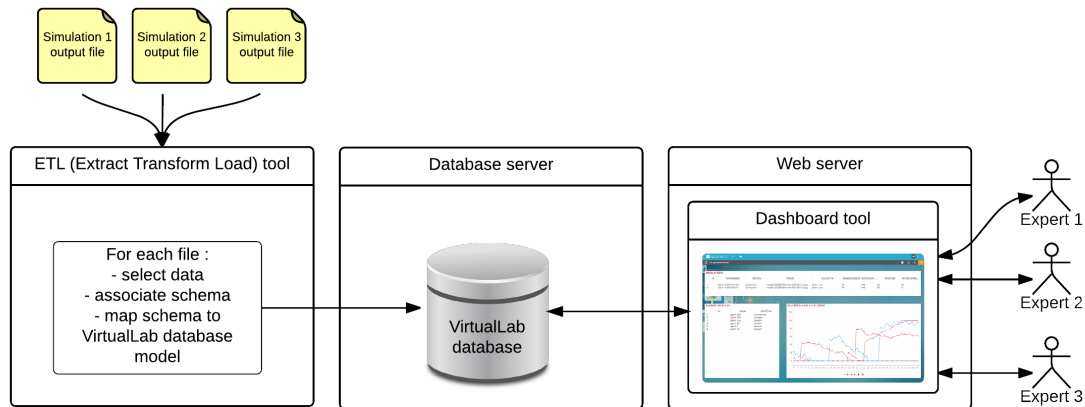 Simulation 1
output file
Simulation 2
output file
Simulation 3
output file
ETL (Extract Transform Load) tool
For each file :
- select data
- associate schema
- map schema to
VirtualLab database
model
Database server
VirtualLab
database
Web server
Dashboard tool
Expert 1
Expert 2
Expert 3